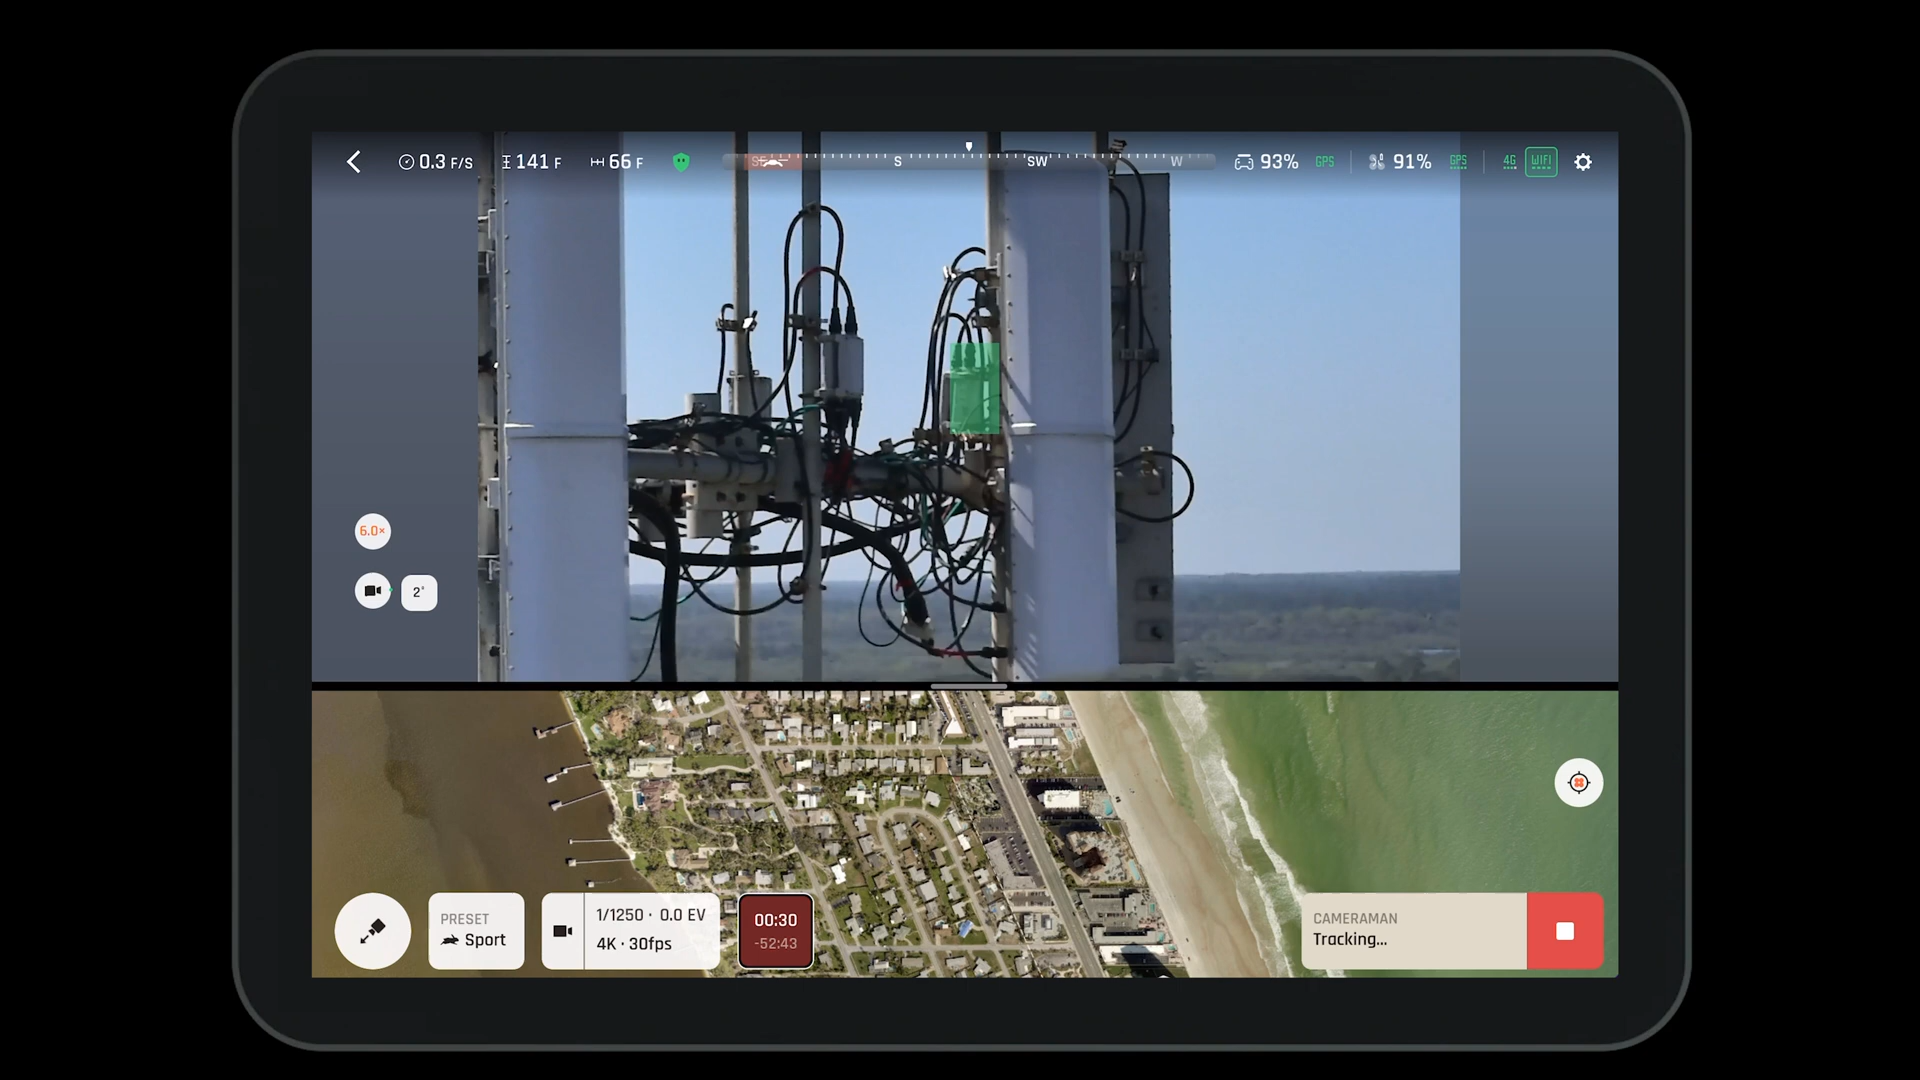 0.3 F/S
141 F
66 F
SE
S
SW
W
93%
GPS
91%
GPS
4G
WIFI
6.0×
2°
PRESET
Sport
1/1250 · 0.0 EV
4K · 30fps
00:30
-52:43
CAMERAMAN
Tracking...